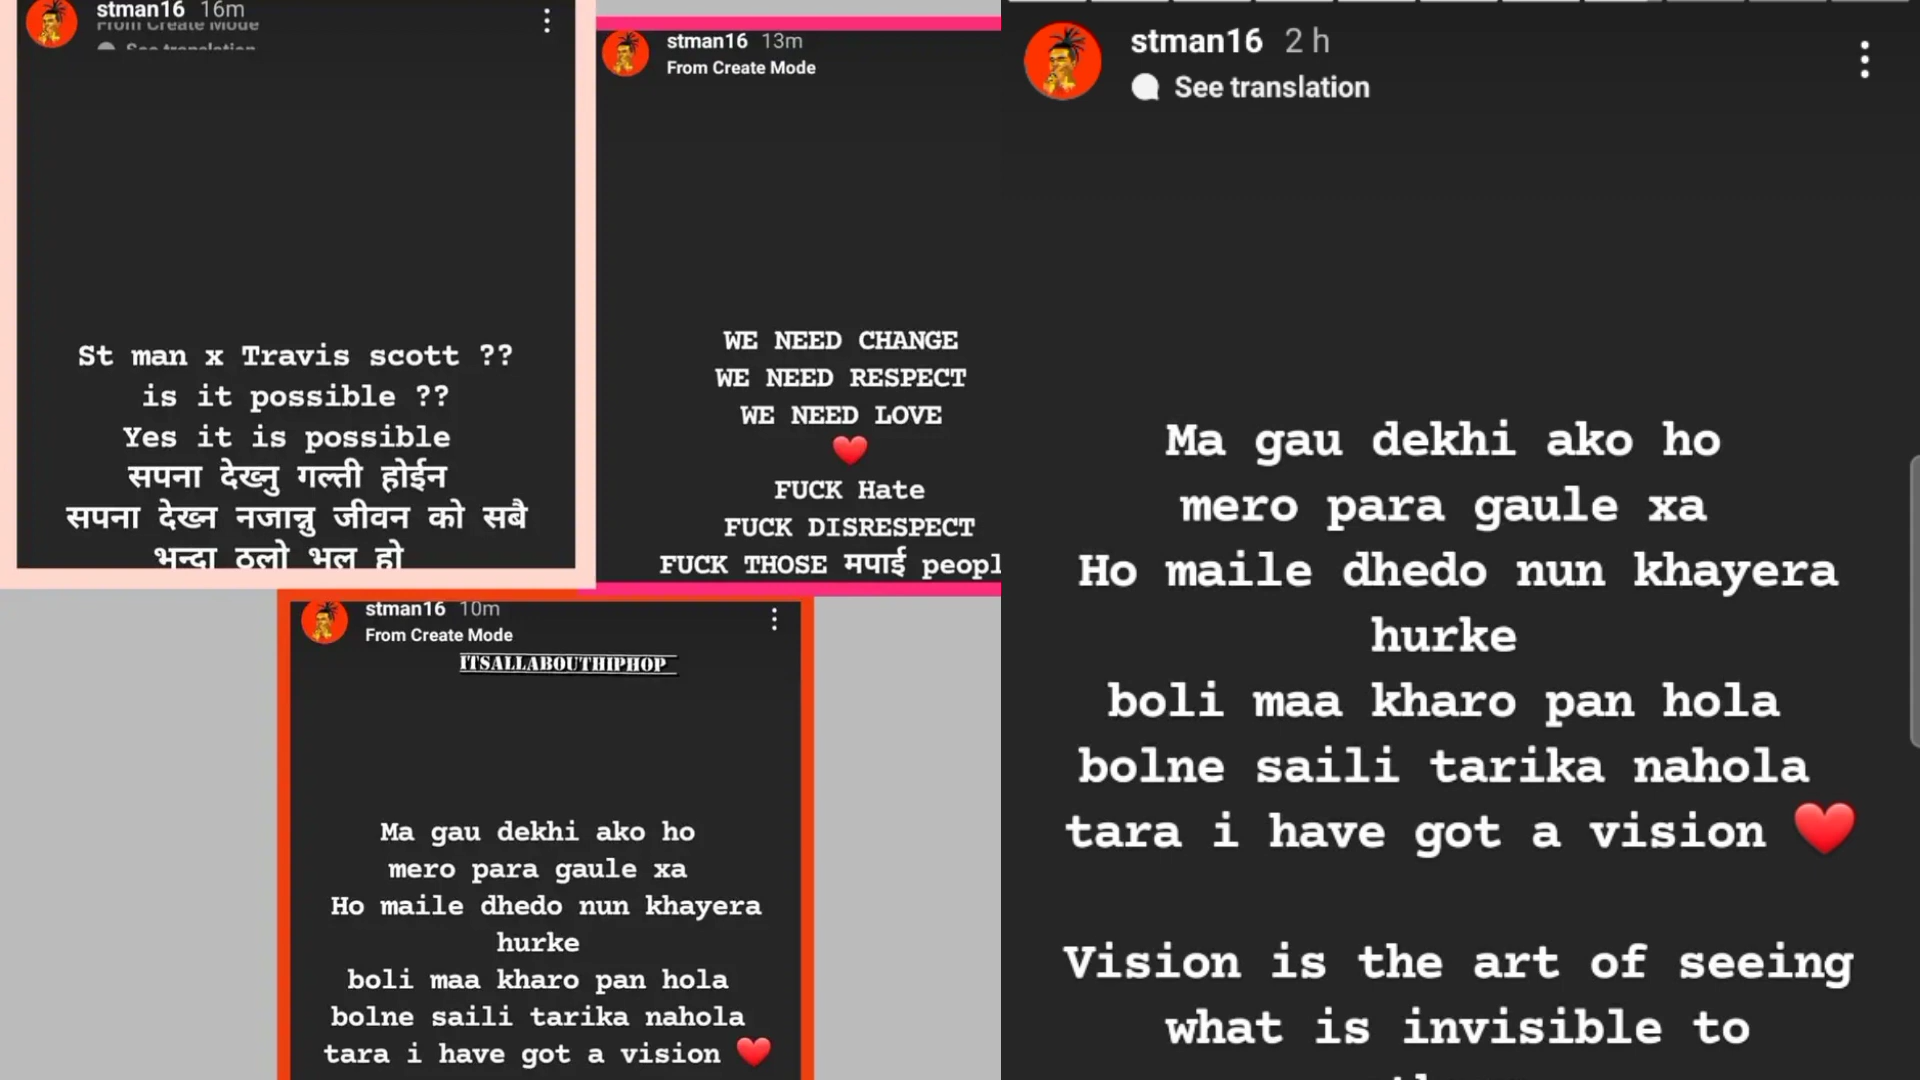 stman16 16m
From Create Mode
See translation
St man x Travis scott ??
is it possible ??
Yes it is possible
सपना देख्नु गल्ती होईन
सपना देख्न नजान्नु जीवन को सबै
भन्दा ठुलो भुल हो
stman16 13m
From Create Mode
WE NEED CHANGE
WE NEED RESPECT
WE NEED LOVE
❤️
FUCK Hate
FUCK DISRESPECT
FUCK THOSE मपाई peopl
stman16 10m
From Create Mode
ITSALLABOUTHIPHOP
Ma gau dekhi ako ho
mero para gaule xa
Ho maile dhedo nun khayera
hurke
boli maa kharo pan hola
bolne saili tarika nahola
tara i have got a vision ❤️
stman16 2 h
See translation
Ma gau dekhi ako ho
mero para gaule xa
Ho maile dhedo nun khayera
hurke
boli maa kharo pan hola
bolne saili tarika nahola
tara i have got a vision ❤️
Vision is the art of seeing
what is invisible to